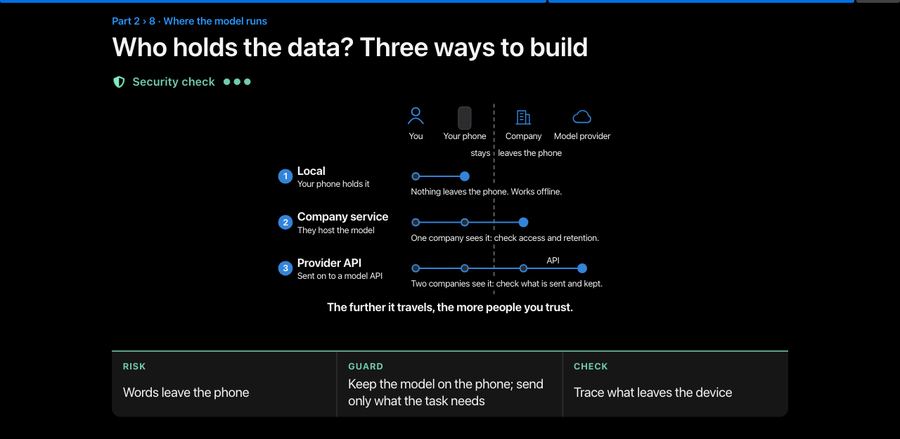 Part 2 › 8 · Where the model runs
Who holds the data? Three ways to build
Security check
You
Your phone
Company
Model provider
stays
leaves the phone
1
Local
Your phone holds it
Nothing leaves the phone. Works offline.
2
Company service
They host the model
One company sees it: check access and retention.
3
Provider API
Sent on to a model API
API
Two companies see it: check what is sent and kept.
The further it travels, the more people you trust.
RISK
Words leave the phone
GUARD
Keep the model on the phone; send
only what the task needs
CHECK
Trace what leaves the device